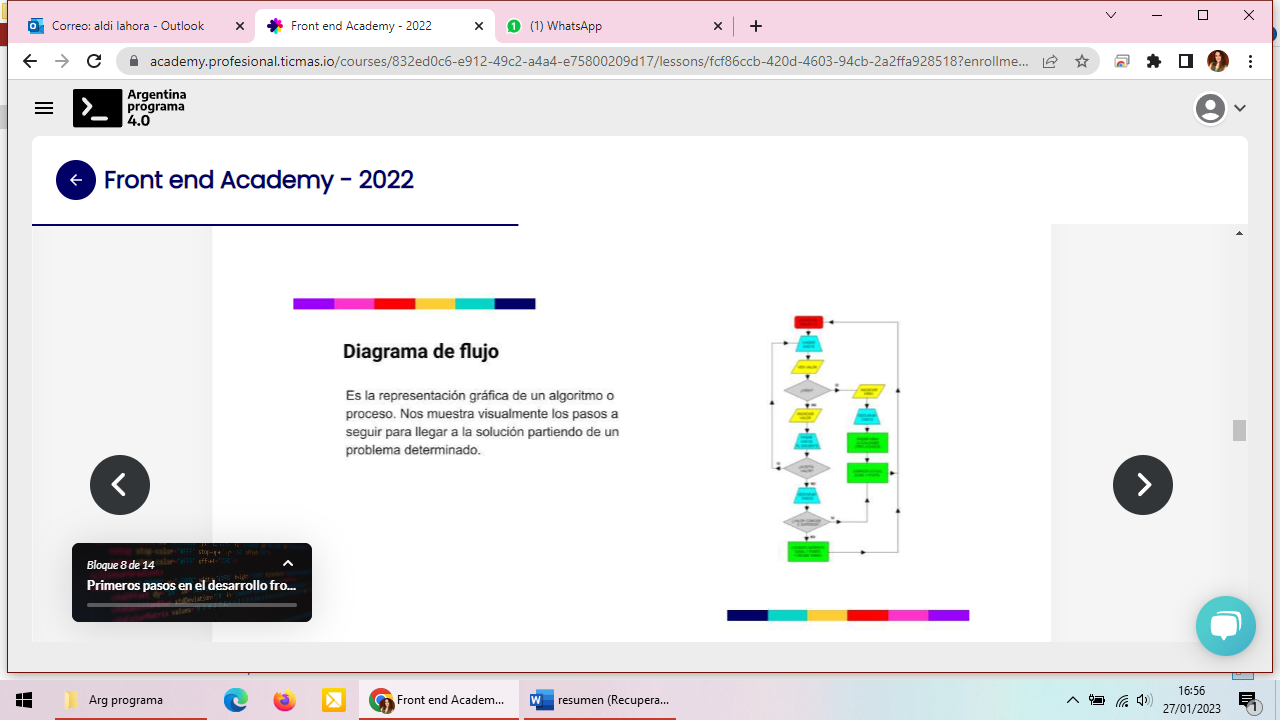 Correo: aldi lahora - Outlook
Front end Academy - 2022
(1) WhatsApp
academy.profesional.ticmas.io/courses/832ed0c6-e912-4992-a4a4-e75800209d17/lessons/fcf86ccb-420d-4603-94cb-2a2ffa928518?enrollme...
Argentina
programa
4.0
Front end Academy - 2022
Diagrama de flujo
Es la representación gráfica de un algoritmo o
proceso. Nos muestra visualmente los pasos a
seguir para llegar a la solución partiendo de un
problema determinado.
Bloque 8 de 14
Primeros pasos en el desarrollo fro...
Arg programa
Front end Academ...
resumen (Recupera...
16:56
27/01/2023
1